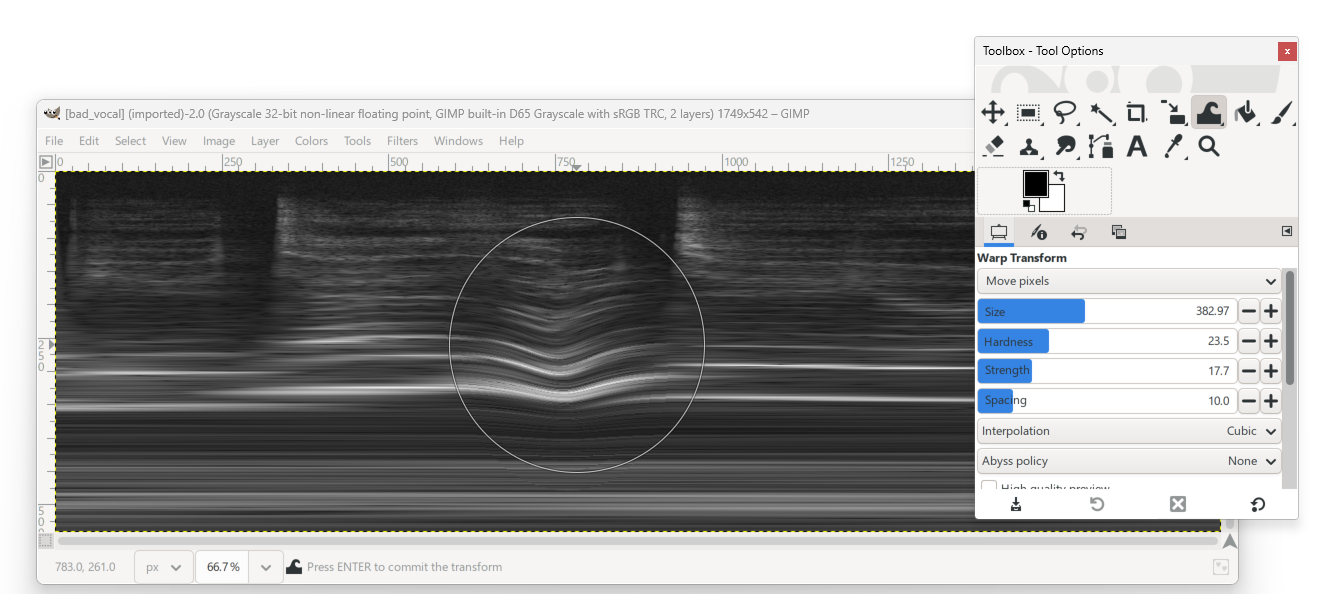 Toolbox - Tool Options
x
[bad_vocal] (imported)-2.0 (Grayscale 32-bit non-linear floating point, GIMP built-in D65 Grayscale with sRGB TRC, 2 layers) 1749x542 – GIMP
File Edit Select View Image Layer Colors Tools Filters Windows Help
0 250 500 750 1000 1250
0
250
500
Warp Transform
Move pixels
Size 382.97
Hardness 23.5
Strength 17.7
Spacing 10.0
Interpolation Cubic
Abyss policy None
High quality preview
783.0, 261.0 px 66.7 % Press ENTER to commit the transform